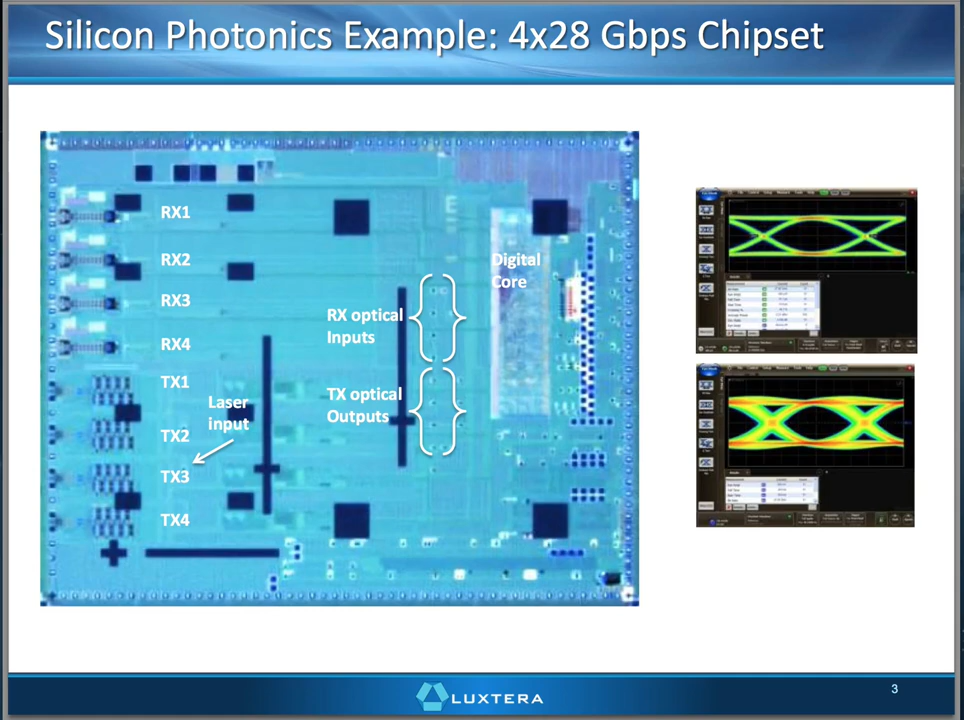 Silicon Photonics Example: 4x28 Gbps Chipset
RX1
RX2
RX3
RX4
TX1
TX2
TX3
TX4
Laser
input
RX optical
Inputs
TX optical
Outputs
Digital
Core
LUXTERA
3